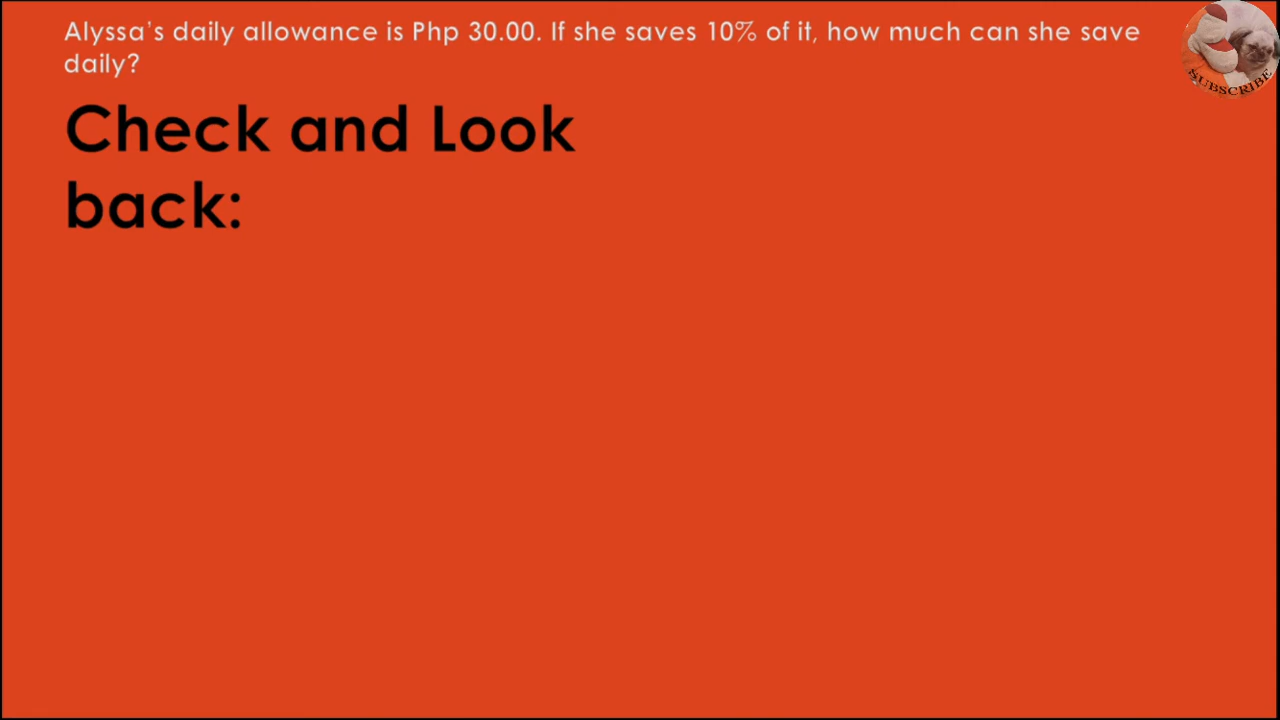 Alyssa's daily allowance is Php 30.00. If she saves 10% of it, how much can she save
daily?
Check and Look
back:
SUBSCRIBE